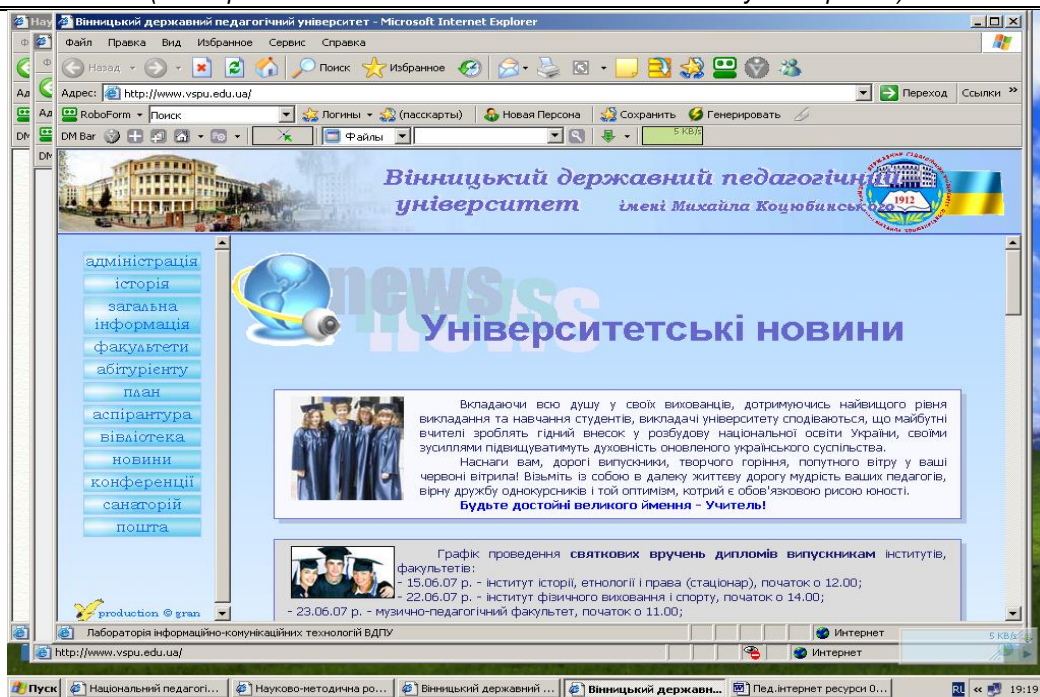 Вінницький державний педагогічний університет - Microsoft Internet Explorer
Файл Правка Вид Избранное Сервис Справка
Назад Поиск Избранное
Адрес: http://www.vspu.edu.ua/ Переход Ссылки »
RoboForm Поиск Логины (пасскарты) Новая Персона Сохранить Генерировать
DM Bar Файлы 5 KB/s
Вінницький державний педагогічний
університет імені Михайла Коцюбинського
1912
адміністрація
історія
загальна
інформація
факультети
абітурієнту
план
аспірантура
бібліотека
новини
конференції
санаторій
пошта
production © gran
news
news
Університетські новини
Вкладаючи всю душу у своїх вихованців, дотримуючись найвищого рівня
викладання та навчання студентів, викладачі університету сподіваються, що майбутні
вчителі зроблять гідний внесок у розбудову національної освіти України, своїми
зусиллями підвищуватимуть духовність оновленого українського суспільства.
Наснаги вам, дорогі випускники, творчого горіння, попутного вітру у ваші
червоні вітрила! Візьміть із собою в далеку життєву дорогу мудрість ваших педагогів,
вірну дружбу однокурсників і той оптимізм, котрий є обов'язковою рисою юності.
Будьте достойні великого ймення - Учитель!
Графік проведення святкових вручень дипломів випускникам інститутів,
факультетів:
- 15.06.07 р. - інститут історії, етнології і права (стаціонар), початок о 12.00;
- 22.06.07 р. - інститут фізичного виховання і спорту, початок о 14.00;
- 23.06.07 р. - музично-педагогічний факультет, початок о 11.00;
Лабораторія інформаційно-комунікаційних технологій ВДПУ Интернет 5 KB/s
http://www.vspu.edu.ua/ Интернет
Пуск Національний педагогі... Науково-методична ро... Вінницький державний ... Вінницький державн... Пед.інтернет ресурси 0... RU « 19:19